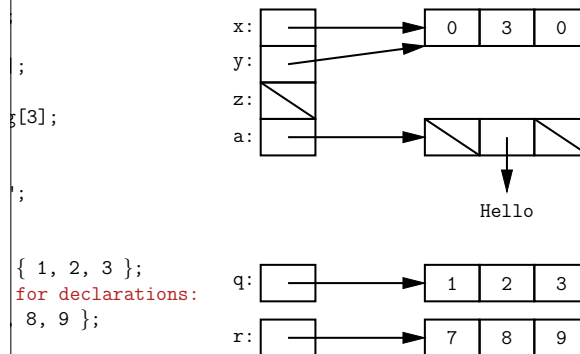 ;
x: 0 3 0
y:
];
z:
g[3];
a:
";
Hello
{ 1, 2, 3 };
q: 1 2 3
for declarations:
, 8, 9 };
r: 7 8 9